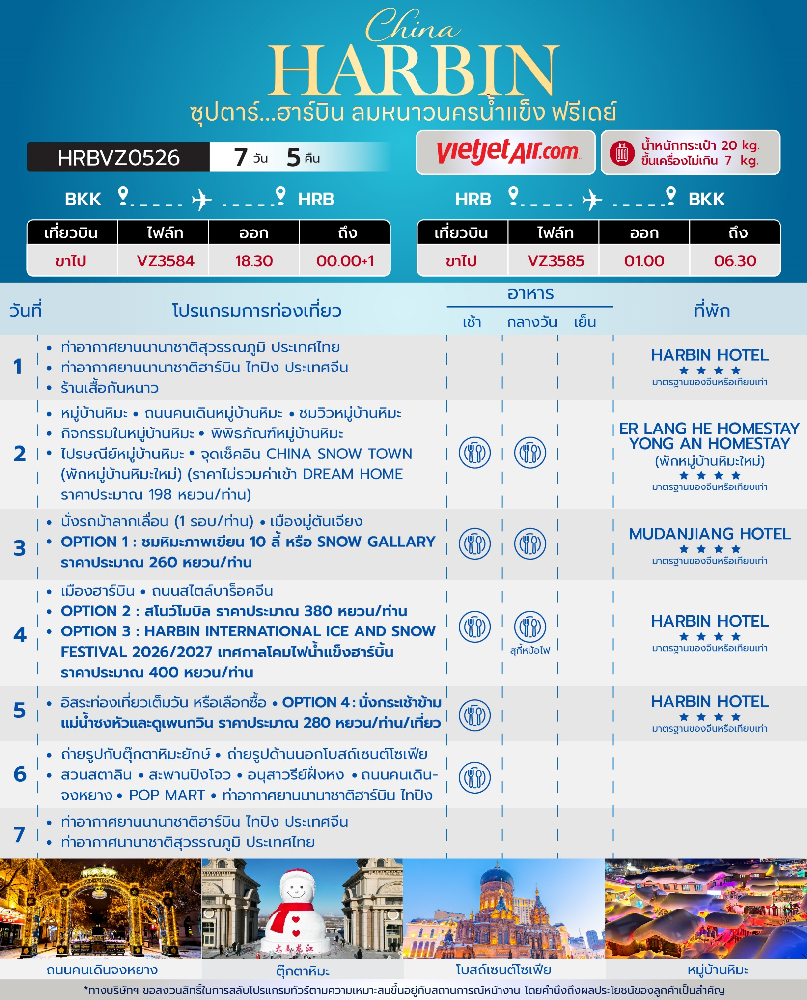 China
HARBIN
ซุปตาร์...ฮาร์บิน ลมหนาวนครน้ำแข็ง ฟรีเดย์
HRBVZ0526 7 วัน 5 คืน
vietjetAir.com
น้ำหนักกระเป๋า 20 kg.
ขึ้นเครื่องไม่เกิน 7 kg.
BKK HRB
HRB BKK
เที่ยวบิน ไฟล์ท ออก ถึง
ขาไป VZ3584 18.30 00.00+1
เที่ยวบิน ไฟล์ท ออก ถึง
ขาไป VZ3585 01.00 06.30
วันที่ โปรแกรมการท่องเที่ยว อาหาร ที่พัก
เช้า กลางวัน เย็น
1
• ท่าอากาศยานนานาชาติสุวรรณภูมิ ประเทศไทย
• ท่าอากาศยานนานาชาติฮาร์บิน ไทปิง ประเทศจีน
• ร้านเสื้อกันหนาว
HARBIN HOTEL
★ ★ ★ ★
มาตรฐานของจีนหรือเทียบเท่า
2
• หมู่บ้านหิมะ • ถนนคนเดินหมู่บ้านหิมะ • ชมวิวหมู่บ้านหิมะ
• กิจกรรมในหมู่บ้านหิมะ • พิพิธภัณฑ์หมู่บ้านหิมะ
• ไปรษณีย์หมู่บ้านหิมะ • จุดเช็คอิน CHINA SNOW TOWN
(พักหมู่บ้านหิมะใหม่) (ราคาไม่รวมค่าเข้า DREAM HOME
ราคาประมาณ 198 หยวน/ท่าน)
ER LANG HE HOMESTAY
YONG AN HOMESTAY
(พักหมู่บ้านหิมะใหม่)
★ ★ ★ ★
มาตรฐานของจีนหรือเทียบเท่า
3
• นั่งรถม้าลากเลื่อน (1 รอบ/ท่าน) • เมืองมู่ตันเจียง
• OPTION 1 : ชมหิมะภาพเขียน 10 ลี้ หรือ SNOW GALLARY
ราคาประมาณ 260 หยวน/ท่าน
MUDANJIANG HOTEL
★ ★ ★ ★
มาตรฐานของจีนหรือเทียบเท่า
4
• เมืองฮาร์บิน • ถนนสไตล์บาร็อคจีน
• OPTION 2 : สโนว์โมบิล ราคาประมาณ 380 หยวน/ท่าน
• OPTION 3 : HARBIN INTERNATIONAL ICE AND SNOW
FESTIVAL 2026/2027 เทศกาลโคมไฟน้ำแข็งฮาร์บิ้น
ราคาประมาณ 400 หยวน/ท่าน
สุกี้หม้อไฟ
HARBIN HOTEL
★ ★ ★ ★
มาตรฐานของจีนหรือเทียบเท่า
5
• อิสระท่องเที่ยวเต็มวัน หรือเลือกซื้อ • OPTION 4 : นั่งกระเช้าข้าม
แม่น้ำซงหัวและดูเพนกวิน ราคาประมาณ 280 หยวน/ท่าน/เที่ยว
HARBIN HOTEL
★ ★ ★ ★
มาตรฐานของจีนหรือเทียบเท่า
6
• ถ่ายรูปกับตุ๊กตาหิมะยักษ์ • ถ่ายรูปด้านนอกโบสถ์เซนต์โซเฟีย
• สวนสตาลิน • สะพานปิงโจว • อนุสาวรีย์ฝั่งหง • ถนนคนเดิน-
จงหยาง • POP MART • ท่าอากาศยานนานาชาติฮาร์บิน ไทปิง
7
• ท่าอากาศยานนานาชาติฮาร์บิน ไทปิง ประเทศจีน
• ท่าอากาศนานาชาติสุวรรณภูมิ ประเทศไทย
大美龙江
ถนนคนเดินจงหยาง
ตุ๊กตาหิมะ
โบสถ์เซนต์โซเฟีย
หมู่บ้านหิมะ
*ทางบริษัทฯ ขอสงวนสิทธิ์ในการสลับโปรแกรมทัวร์ตามความเหมาะสมขึ้นอยู่กับสถานการณ์หน้างาน โดยคำนึงถึงผลประโยชน์ของลูกค้าเป็นสำคัญ